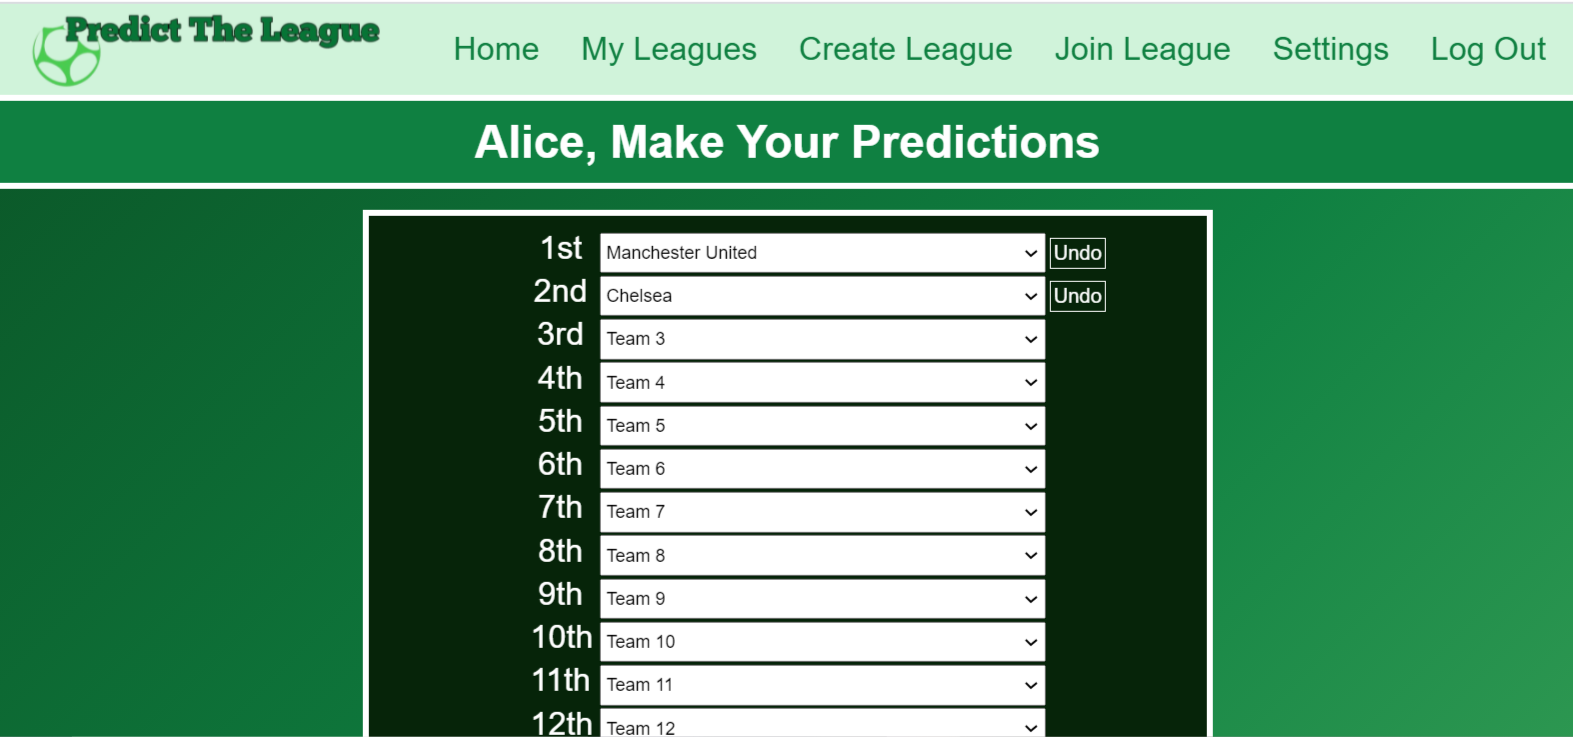 Predict The League
Home My Leagues Create League Join League Settings Log Out
Alice, Make Your Predictions
1st Manchester United Undo
2nd Chelsea Undo
3rd Team 3
4th Team 4
5th Team 5
6th Team 6
7th Team 7
8th Team 8
9th Team 9
10th Team 10
11th Team 11
12th Team 12